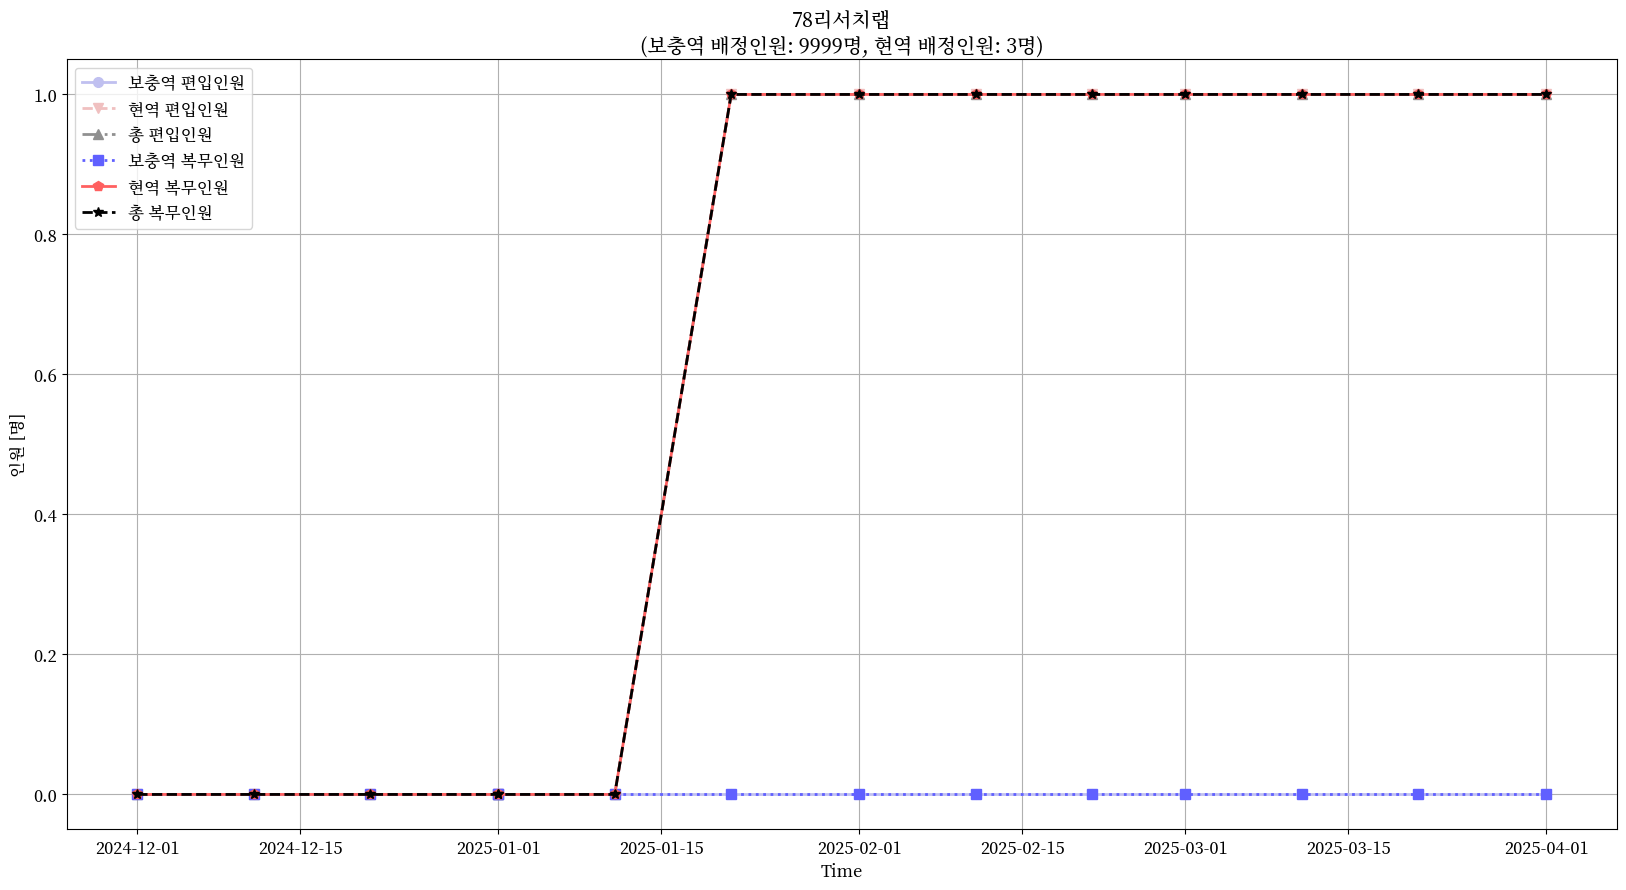 78리서치랩
(보충역 배정인원: 9999명, 현역 배정인원: 3명)
보충역 편입인원
현역 편입인원
총 편입인원
보충역 복무인원
현역 복무인원
총 복무인원
1.0
0.8
0.6
0.4
0.2
0.0
인원 [명]
2024-12-01
2024-12-15
2025-01-01
2025-01-15
2025-02-01
2025-02-15
2025-03-01
2025-03-15
2025-04-01
Time